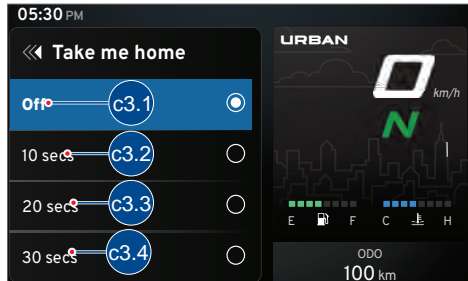 05:30 PM
Take me home
Off c3.1
10 secs c3.2
20 secs c3.3
30 secs c3.4
URBAN
0 km/h
N
E F C H
ODO
100 km